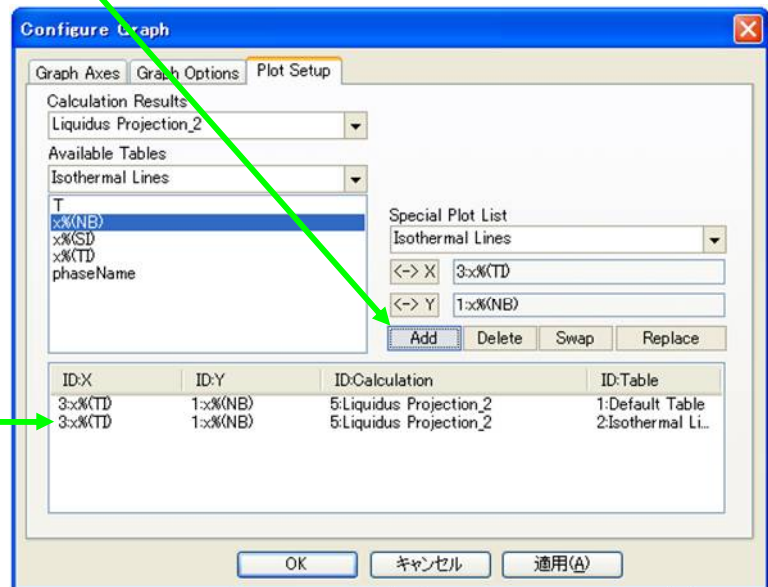 Configure Graph
Graph Axes Graph Options Plot Setup
Calculation Results
Liquidus Projection_2
Available Tables
Isothermal Lines
T
x%(NB)
x%(SI)
x%(TI)
phaseName
Special Plot List
Isothermal Lines
<-> X 3:x%(TI)
<-> Y 1:x%(NB)
Add Delete Swap Replace
ID:X ID:Y ID:Calculation ID:Table
3:x%(TI) 1:x%(NB) 5:Liquidus Projection_2 1:Default Table
3:x%(TI) 1:x%(NB) 5:Liquidus Projection_2 2:Isothermal Li...
OK キャンセル 適用(A)